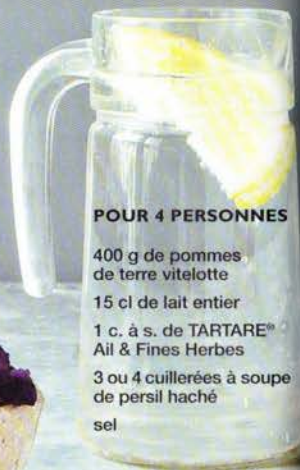 POUR 4 PERSONNES
400 g de pommes
de terre vitelotte
15 cl de lait entier
1 c. à s. de TARTARE®
Ail & Fines Herbes
3 ou 4 cuillerées à soupe
de persil haché
sel